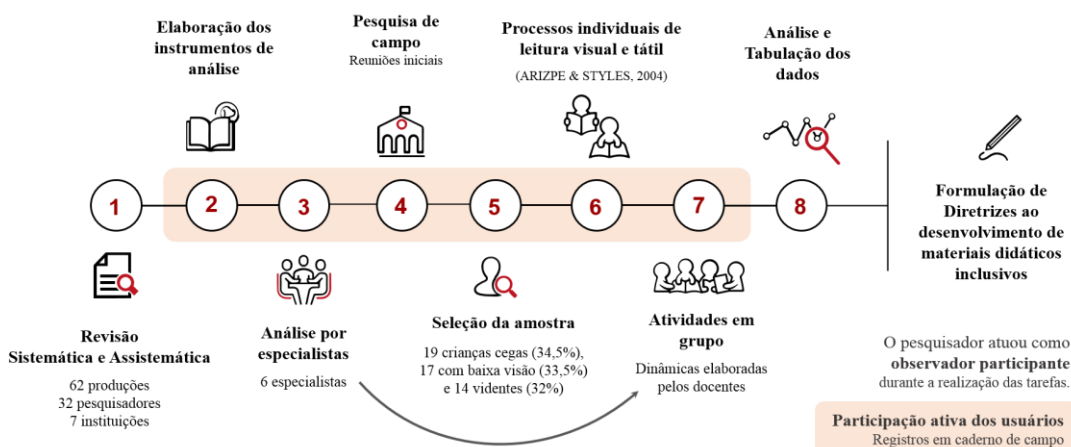 Elaboração dos
instrumentos de
análise
Pesquisa de
campo
Reuniões iniciais
Processos individuais de
leitura visual e tátil
(ARIZPE & STYLES, 2004)
Análise e
Tabulação dos
dados
1
2
3
4
5
6
7
8
Revisão
Sistemática e Assistemática
62 produções
32 pesquisadores
7 instituições
Análise por
especialistas
6 especialistas
Seleção da amostra
19 crianças cegas (34,5%),
17 com baixa visão (33,5%)
e 14 videntes (32%)
Atividades em
grupo
Dinâmicas elaboradas
pelos docentes
Formulação de
Diretrizes ao
desenvolvimento de
materiais didáticos
inclusivos
O pesquisador atuou como
observador participante
durante a realização das tarefas.
Participação ativa dos usuários
Registros em caderno de campo